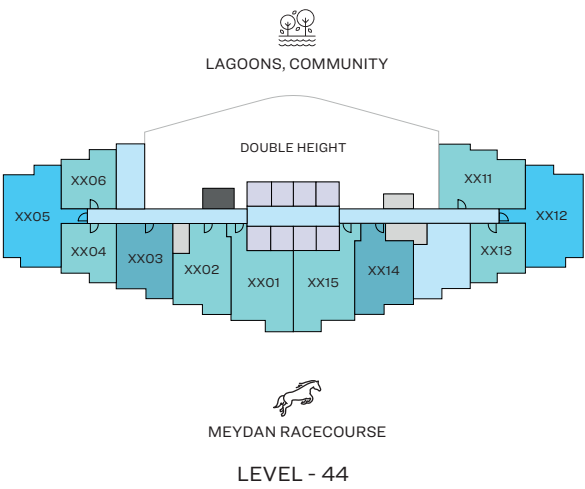 LAGOONS, COMMUNITY
DOUBLE HEIGHT
XX06
XX11
XX05
XX12
XX04
XX03
XX02
XX01
XX15
XX14
XX13
MEYDAN RACECOURSE
LEVEL - 44